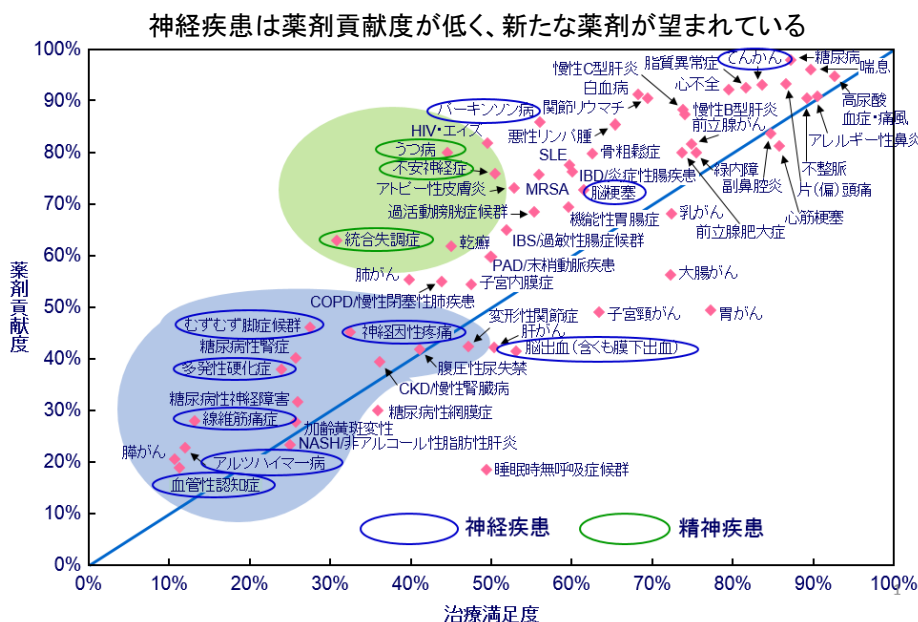 神経疾患は薬剤貢献度が低く、新たな薬剤が望まれている
100%
90%
80%
70%
60%
50%
40%
30%
20%
10%
0%
薬剤貢献度
てんかん
糖尿病
脂質異常症
喘息
慢性C型肝炎
心不全
白血病
高尿酸
血症・痛風
パーキンソン病
関節リウマチ
慢性B型肝炎
アレルギー性鼻炎
HIV・エイズ
悪性リンパ腫
前立腺がん
うつ病
SLE
骨粗鬆症
緑内障
不整脈
不安神経症
IBD/炎症性腸疾患
副鼻腔炎
片(偏)頭痛
アトピー性皮膚炎
MRSA
脳梗塞
過活動膀胱症候群
機能性胃腸症
乳がん
心筋梗塞
前立腺肥大症
統合失調症
乾癬
IBS/過敏性腸症候群
PAD/末梢動脈疾患
肺がん
子宮内膜症
大腸がん
COPD/慢性閉塞性肺疾患
変形性関節症
子宮頸がん
胃がん
むずむず脚症候群
神経因性疼痛
肝がん
糖尿病性腎症
脳出血(含くも膜下出血)
多発性硬化症
腹圧性尿失禁
CKD/慢性腎臓病
糖尿病性神経障害
糖尿病性網膜症
線維筋痛症
加齢黄斑変性
NASH/非アルコール性脂肪性肝炎
膵がん
アルツハイマー病
睡眠時無呼吸症候群
血管性認知症
神経疾患
精神疾患
0%
10%
20%
30%
40%
50%
60%
70%
80%
90%
100%
1
治療満足度